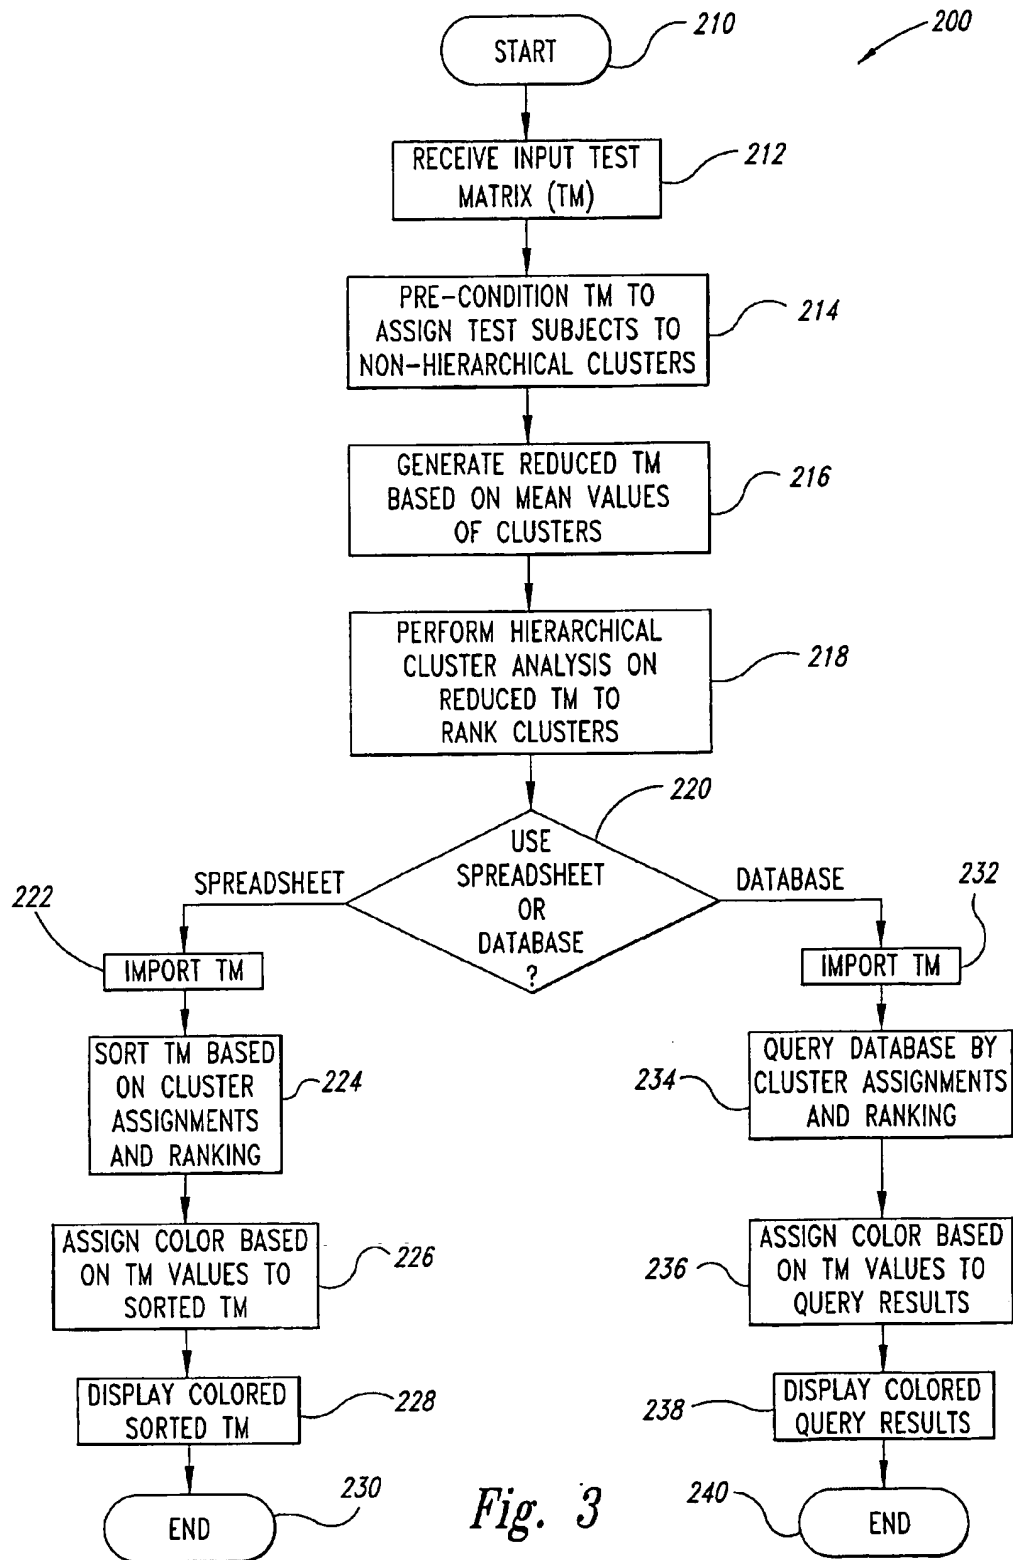 START
210
200
RECEIVE INPUT TEST
MATRIX (TM)
212
PRE-CONDITION TM TO
ASSIGN TEST SUBJECTS TO
NON-HIERARCHICAL CLUSTERS
214
GENERATE REDUCED TM
BASED ON MEAN VALUES
OF CLUSTERS
216
PERFORM HIERARCHICAL
CLUSTER ANALYSIS ON
REDUCED TM TO
RANK CLUSTERS
218
USE
SPREADSHEET
OR
DATABASE
?
220
SPREADSHEET
222
IMPORT TM
SORT TM BASED
ON CLUSTER
ASSIGNMENTS
AND RANKING
224
ASSIGN COLOR BASED
ON TM VALUES TO
SORTED TM
226
DISPLAY COLORED
SORTED TM
228
END
230
DATABASE
232
IMPORT TM
QUERY DATABASE BY
CLUSTER ASSIGNMENTS
AND RANKING
234
ASSIGN COLOR BASED
ON TM VALUES TO
QUERY RESULTS
236
DISPLAY COLORED
QUERY RESULTS
238
END
240
Fig. 3